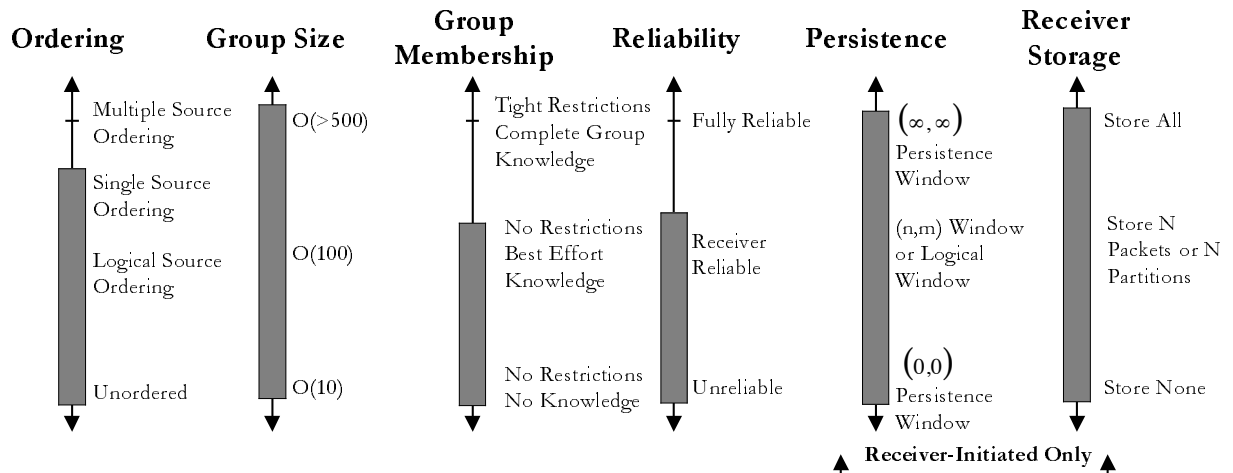 Ordering
Multiple Source
Ordering
Single Source
Ordering
Logical Source
Ordering
Unordered
Group Size
O(>500)
O(100)
O(10)
Group
Membership
Tight Restrictions
Complete Group
Knowledge
No Restrictions
Best Effort
Knowledge
No Restrictions
No Knowledge
Reliability
Fully Reliable
Receiver
Reliable
Unreliable
Persistence
(∞,∞)
Persistence
Window
(n,m) Window
or Logical
Window
(0,0)
Persistence
Window
Receiver
Storage
Store All
Store N
Packets or N
Partitions
Store None
Receiver-Initiated Only